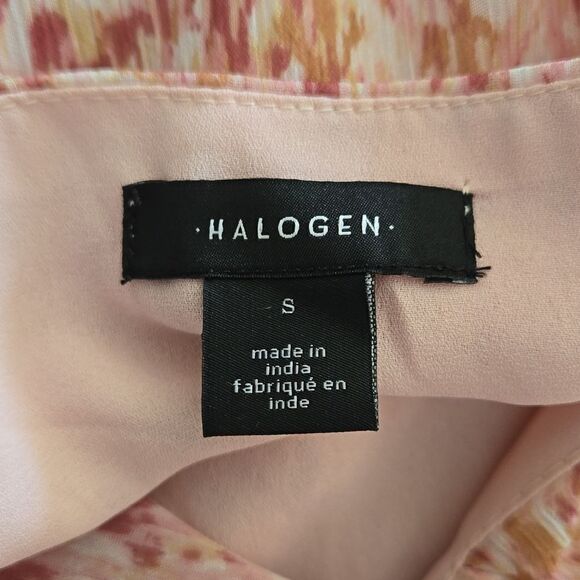 ·HALOGEN·
S
made in
india
fabriqué en
inde